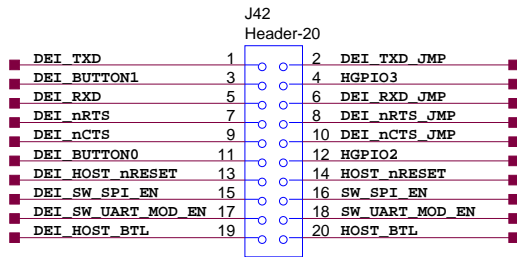 J42
Header-20
DEI_TXD 1 2 DEI_TXD_JMP
DEI_BUTTON1 3 4 HGPIO3
DEI_RXD 5 6 DEI_RXD_JMP
DEI_nRTS 7 8 DEI_nRTS_JMP
DEI_nCTS 9 10 DEI_nCTS_JMP
DEI_BUTTON0 11 12 HGPIO2
DEI_HOST_nRESET 13 14 HOST_nRESET
DEI_SW_SPI_EN 15 16 SW_SPI_EN
DEI_SW_UART_MOD_EN 17 18 SW_UART_MOD_EN
DEI_HOST_BTL 19 20 HOST_BTL